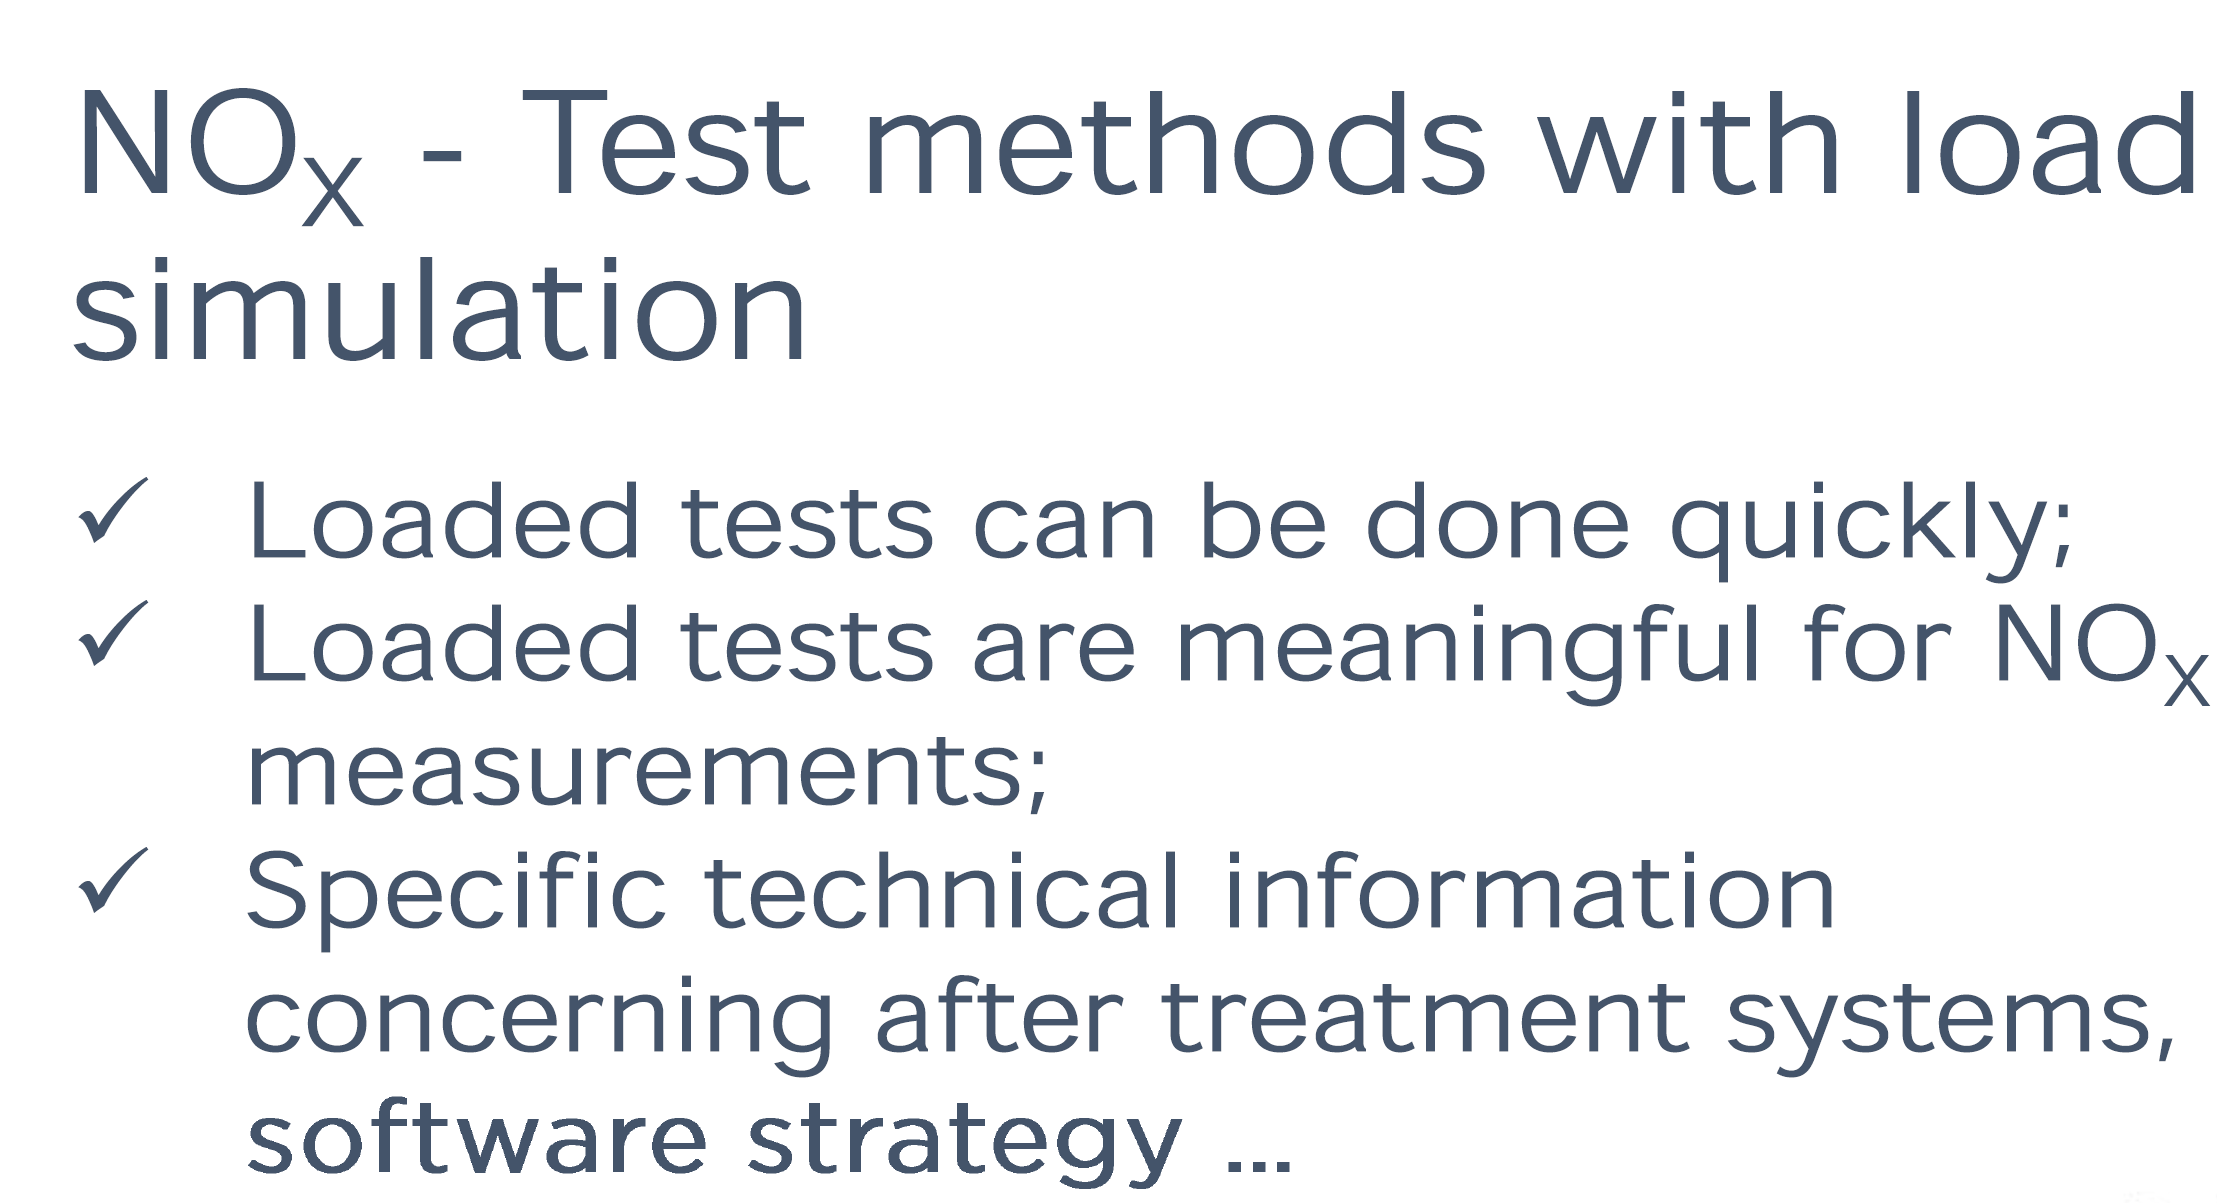 NOₓ - Test methods with load
simulation
✓ Loaded tests can be done quickly;
✓ Loaded tests are meaningful for NOₓ
measurements;
✓ Specific technical information
concerning after treatment systems,
software strategy ...